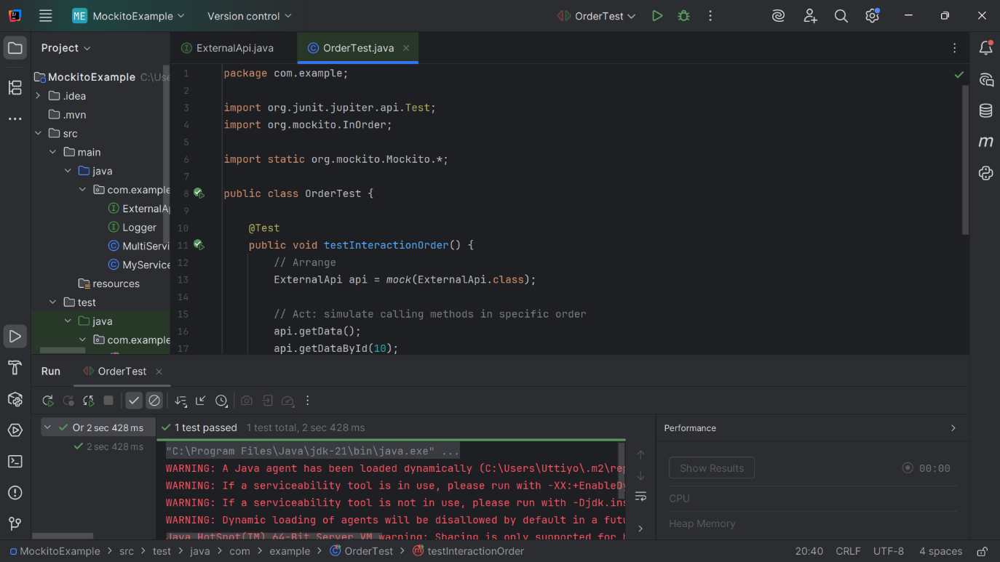 ME MockitoExample Version control OrderTest
Project
ExternalApi.java OrderTest.java
MockitoExample C:\Use
.idea
.mvn
src
main
java
com.example
ExternalAp
Logger
MultiServi
MyService
resources
test
java
com.example
1 package com.example;
2
3 import org.junit.jupiter.api.Test;
4 import org.mockito.InOrder;
5
6 import static org.mockito.Mockito.*;
7
8 public class OrderTest {
9
10 @Test
11 public void testInteractionOrder() {
12 // Arrange
13 ExternalApi api = mock(ExternalApi.class);
14
15 // Act: simulate calling methods in specific order
16 api.getData();
17 api.getDataById(10);
Run OrderTest
Or 2 sec 428 ms
2 sec 428 ms
1 test passed 1 test total, 2 sec 428 ms
"C:\Program Files\Java\jdk-21\bin\java.exe" ...
WARNING: A Java agent has been loaded dynamically (C:\Users\Uttiyo\.m2\rep
WARNING: If a serviceability tool is in use, please run with -XX:+EnableDy
WARNING: If a serviceability tool is not in use, please run with -Djdk.ins
WARNING: Dynamic loading of agents will be disallowed by default in a futu
Java HotSpot(TM) 64-Bit Server VM warning: Sharing is only supported for b
Performance
Show Results 00:00
CPU
Heap Memory
MockitoExample > src > test > java > com > example > OrderTest > testInteractionOrder 20:40 CRLF UTF-8 4 spaces